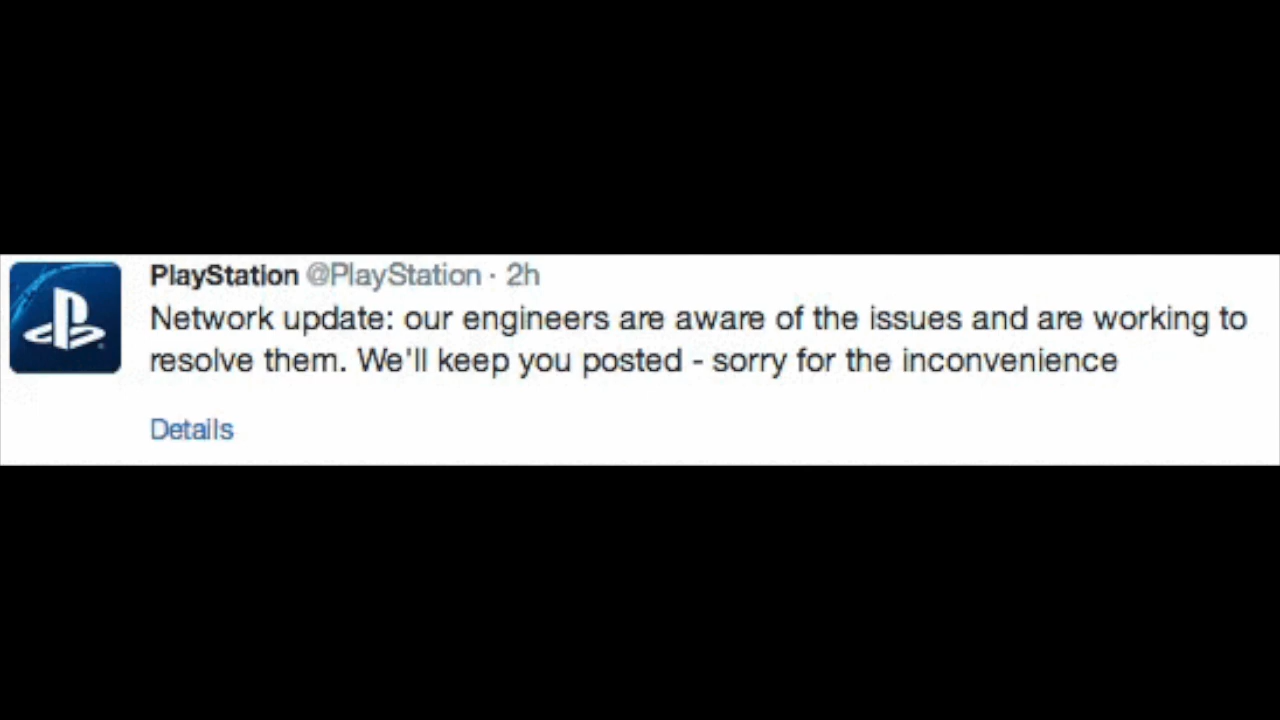 PlayStation @PlayStation · 2h
Network update: our engineers are aware of the issues and are working to
resolve them. We'll keep you posted - sorry for the inconvenience
Details